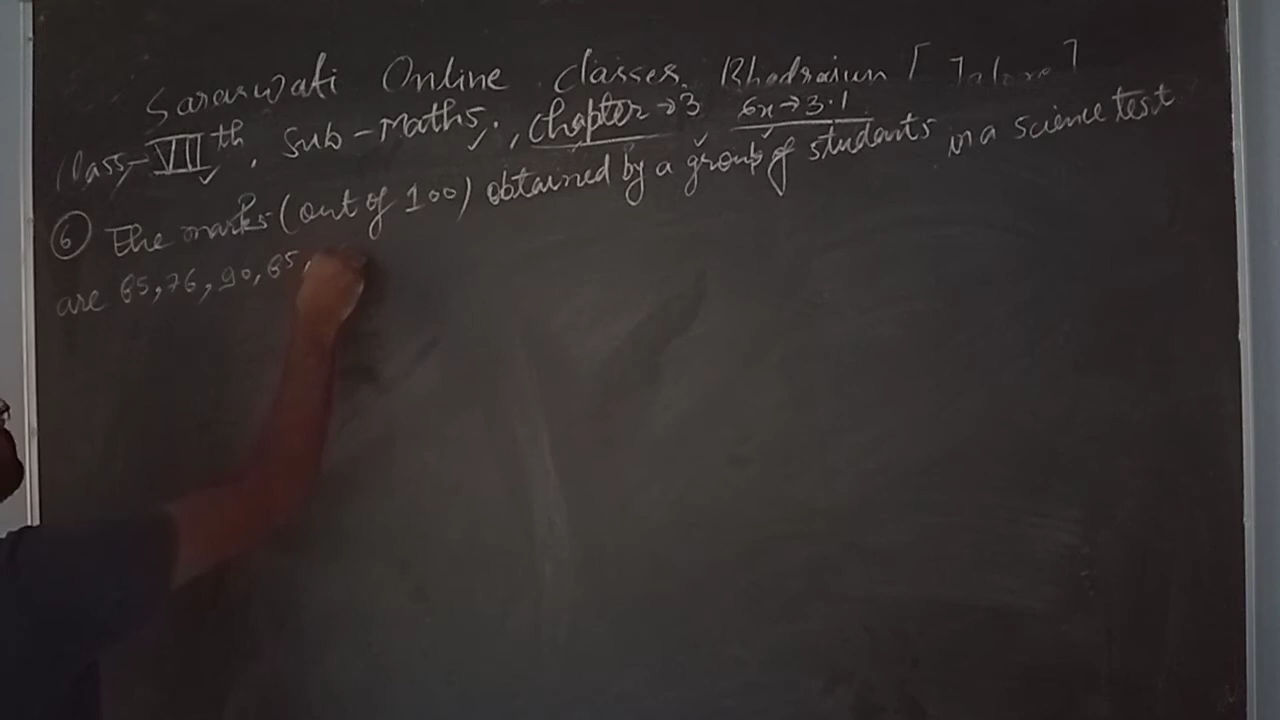 Saraswati Online Classes, Bhadrajun [ Jalore ]
Class-VIIth, Sub-Maths, Chapter→3 Ex→3.1
⑥ The marks (out of 100) obtained by a group of students in a science test
are 85, 76, 90, 85,